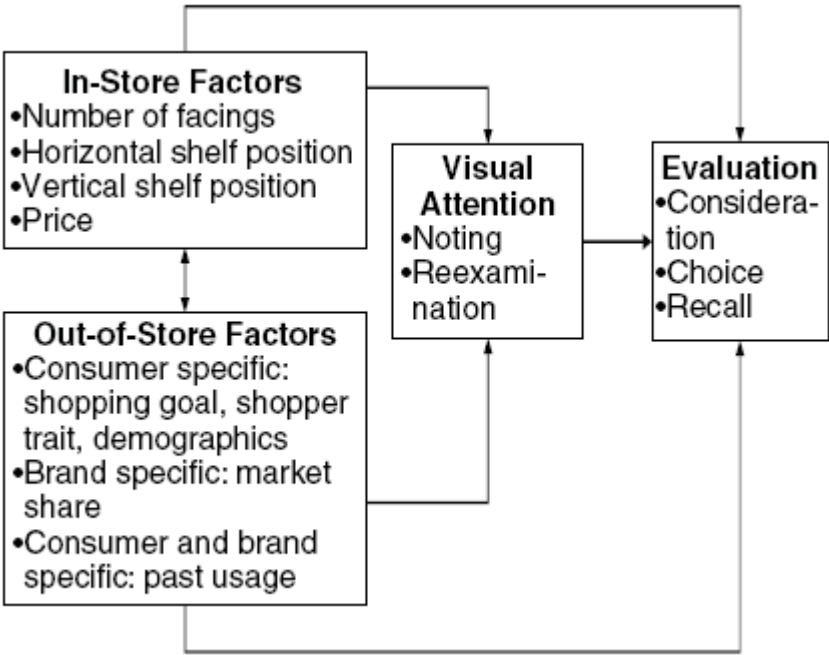 In-Store Factors
•Number of facings
•Horizontal shelf position
•Vertical shelf position
•Price
Out-of-Store Factors
•Consumer specific:
shopping goal, shopper
trait, demographics
•Brand specific: market
share
•Consumer and brand
specific: past usage
Visual
Attention
•Noting
•Reexami-
nation
Evaluation
•Considera-
tion
•Choice
•Recall